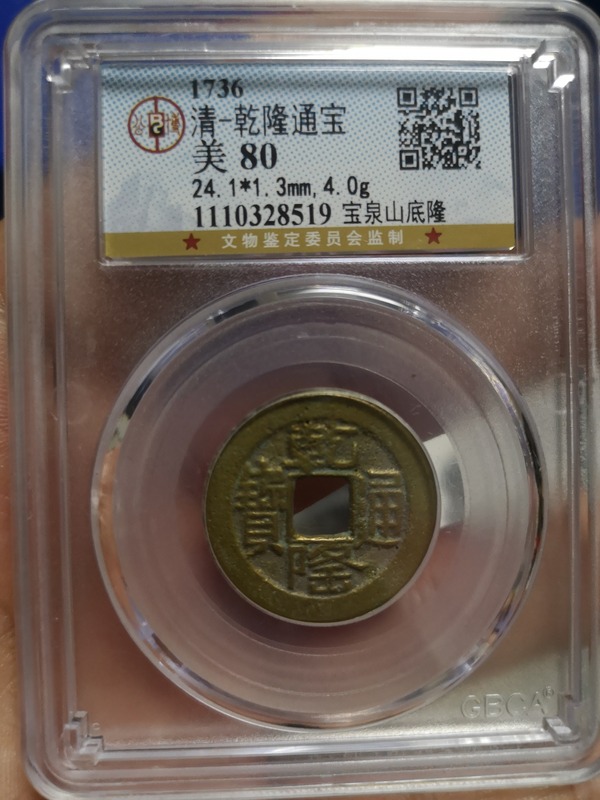 1736
清-乾隆通宝
美 80
24.1*1.3mm, 4.0g
1110328519 宝泉山底隆
★ 文物鉴定委员会监制 ★
乾
寶 通
隆
GBCA®